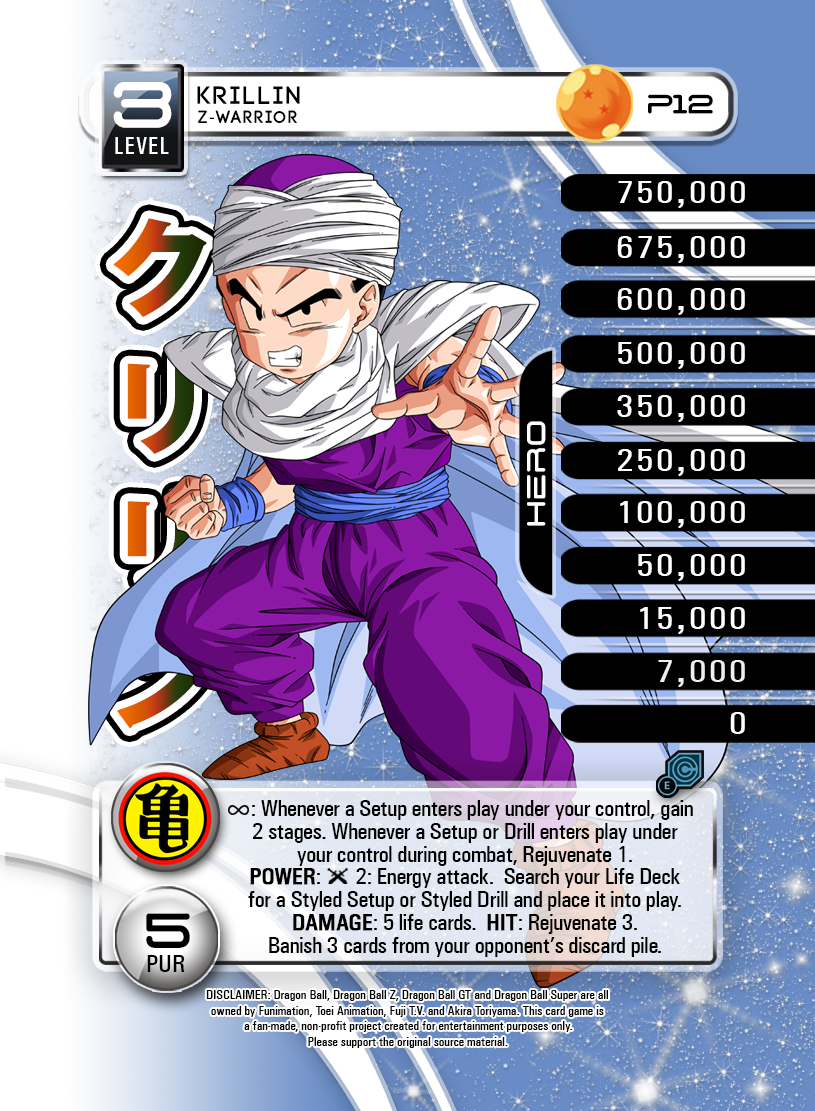 3
LEVEL
KRILLIN
Z-WARRIOR
P12
クリリン
750,000
675,000
600,000
500,000
350,000
250,000
100,000
50,000
15,000
7,000
0
HERO
E
亀
∞: Whenever a Setup enters play under your control, gain
2 stages. Whenever a Setup or Drill enters play under
your control during combat, Rejuvenate 1.
POWER: 2: Energy attack. Search your Life Deck
for a Styled Setup or Styled Drill and place it into play.
DAMAGE: 5 life cards. HIT: Rejuvenate 3.
Banish 3 cards from your opponent's discard pile.
5
PUR
DISCLAIMER: Dragon Ball, Dragon Ball Z, Dragon Ball GT and Dragon Ball Super are all
owned by Funimation, Toei Animation, Fuji T.V. and Akira Toriyama. This card game is
a fan-made, non-profit project created for entertainment purposes only.
Please support the original source material.